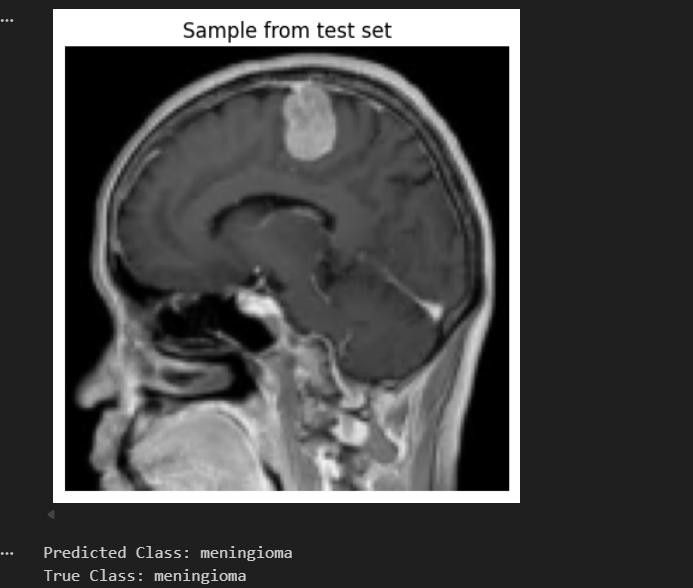 Sample from test set
Predicted Class: meningioma
True Class: meningioma